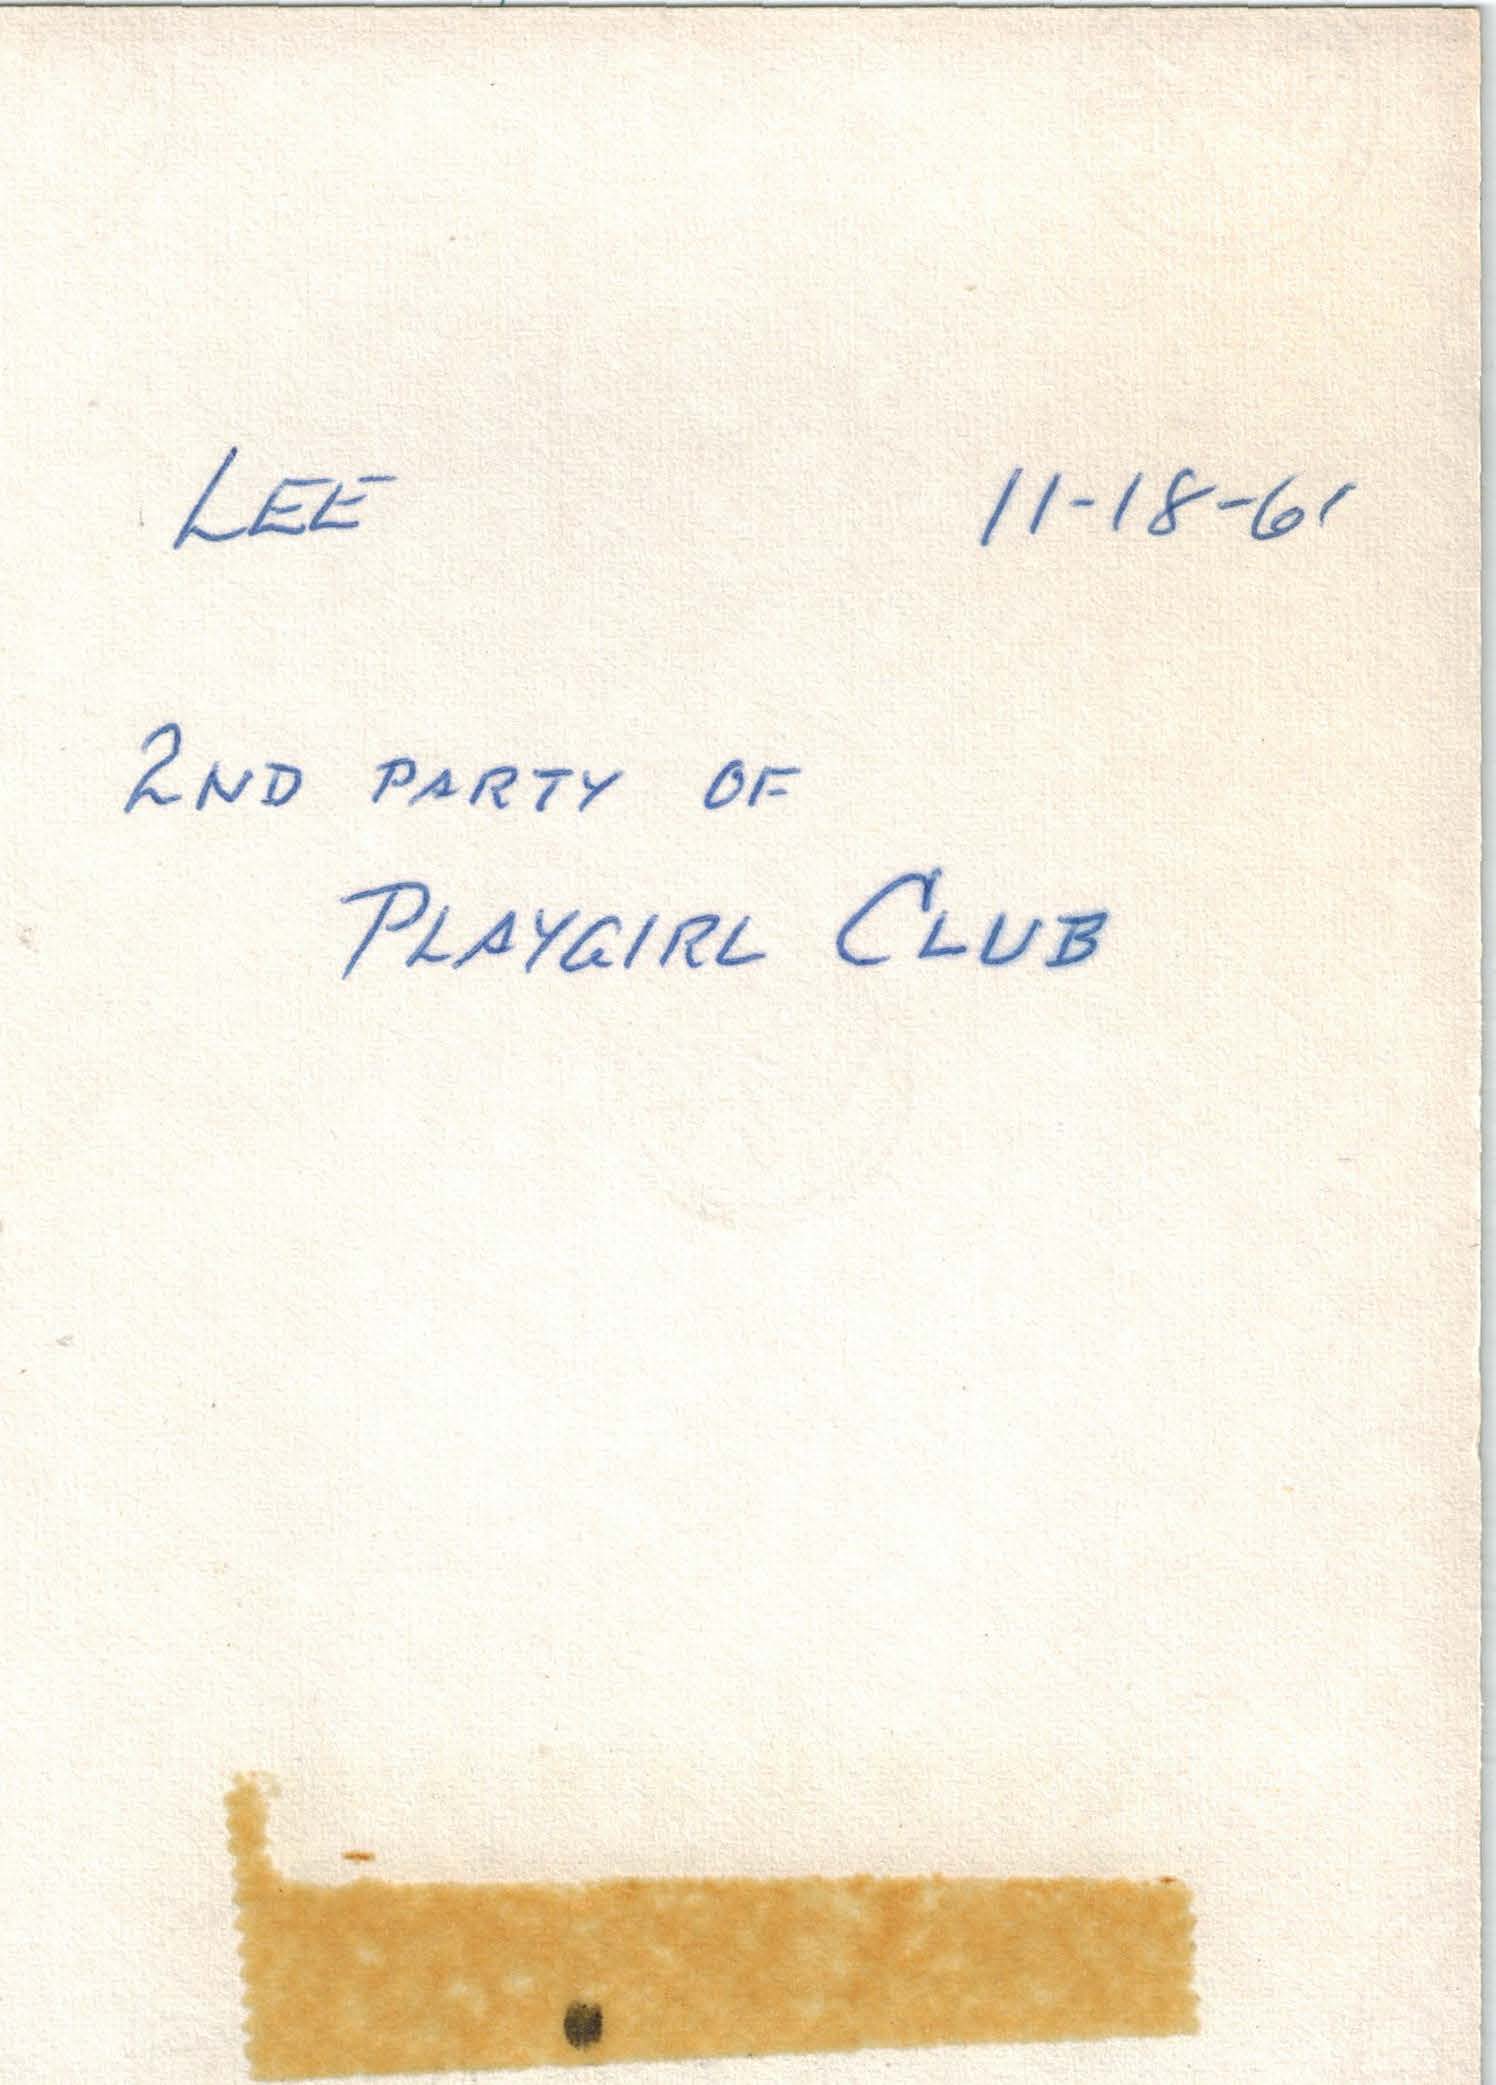 LEE 11-18-61
2ND PARTY OF
PLAYGIRL CLUB